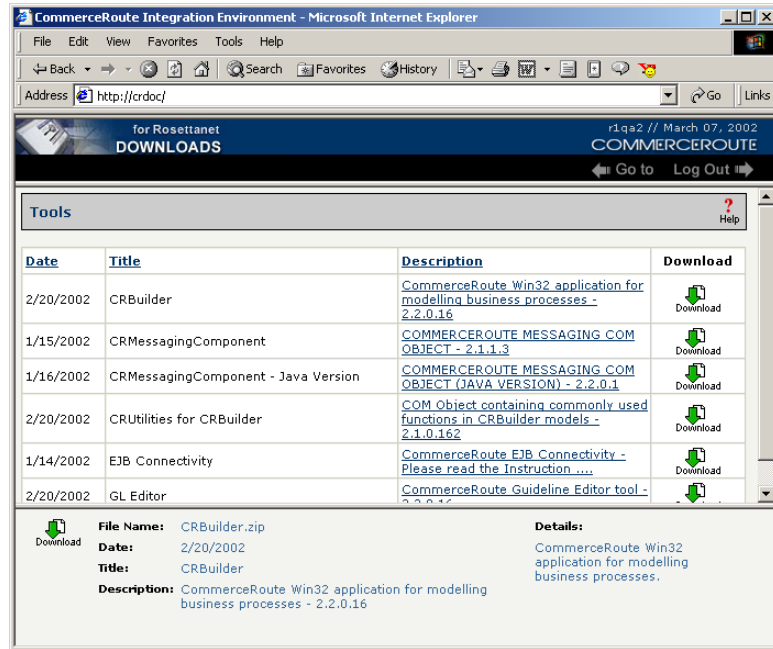 CommerceRoute Integration Environment - Microsoft Internet Explorer
File Edit View Favorites Tools Help
Back Search Favorites History
Address http://crdoc/ Go Links
for Rosettanet
DOWNLOADS
r1qa2 // March 07, 2002
COMMERCEROUTE
Go to Log Out
Tools
? Help
Date Title Description Download
2/20/2002 CRBuilder CommerceRoute Win32 application for
modelling business processes -
2.2.0.16
Download
1/15/2002 CRMessagingComponent COMMERCEROUTE MESSAGING COM
OBJECT - 2.1.1.3
Download
1/16/2002 CRMessagingComponent - Java Version COMMERCEROUTE MESSAGING COM
OBJECT (JAVA VERSION) - 2.2.0.1
Download
2/20/2002 CRUtilities for CRBuilder COM Object containing commonly used
functions in CRBuilder models -
2.1.0.162
Download
1/14/2002 EJB Connectivity CommerceRoute EJB Connectivity -
Please read the Instruction ....
Download
2/20/2002 GL Editor CommerceRoute Guideline Editor tool -
Download
File Name: CRBuilder.zip
Date: 2/20/2002
Title: CRBuilder
Description: CommerceRoute Win32 application for modelling
business processes - 2.2.0.16
Details:
CommerceRoute Win32
application for modelling
business processes.